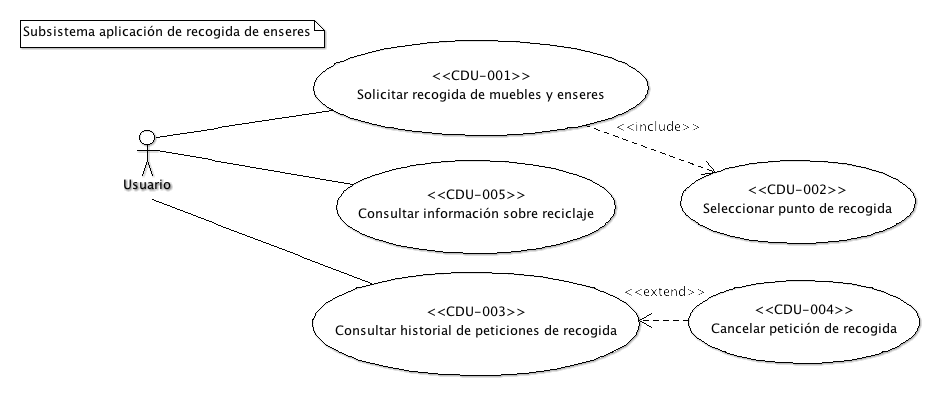 Subsistema aplicación de recogida de enseres
<<CDU-001>>
Solicitar recogida de muebles y enseres
<<include>>
Usuario
<<CDU-005>>
Consultar información sobre reciclaje
<<CDU-002>>
Seleccionar punto de recogida
<<extend>>
<<CDU-003>>
Consultar historial de peticiones de recogida
<<CDU-004>>
Cancelar petición de recogida